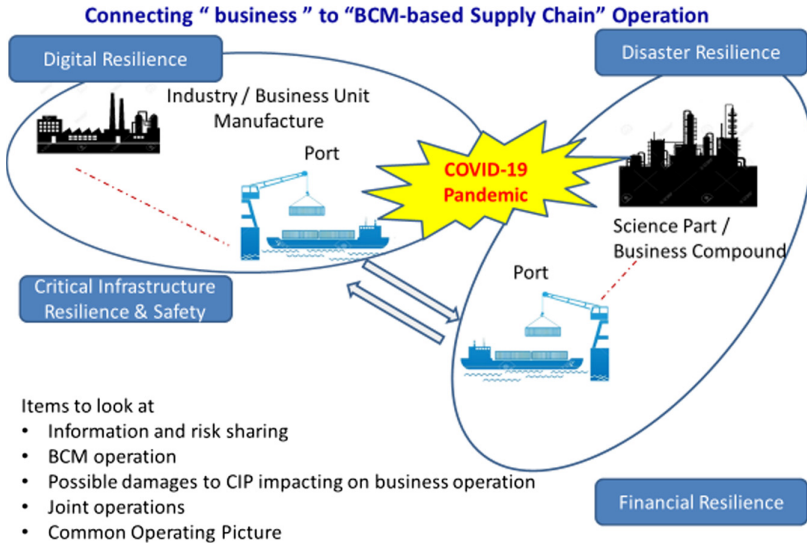 Connecting “ business ” to “BCM-based Supply Chain” Operation
Digital Resilience
Disaster Resilience
Industry / Business Unit
Manufacture
Port
COVID-19
Pandemic
Science Part /
Business Compound
Port
Critical Infrastructure
Resilience & Safety
Items to look at
• Information and risk sharing
• BCM operation
• Possible damages to CIP impacting on business operation
• Joint operations
• Common Operating Picture
Financial Resilience